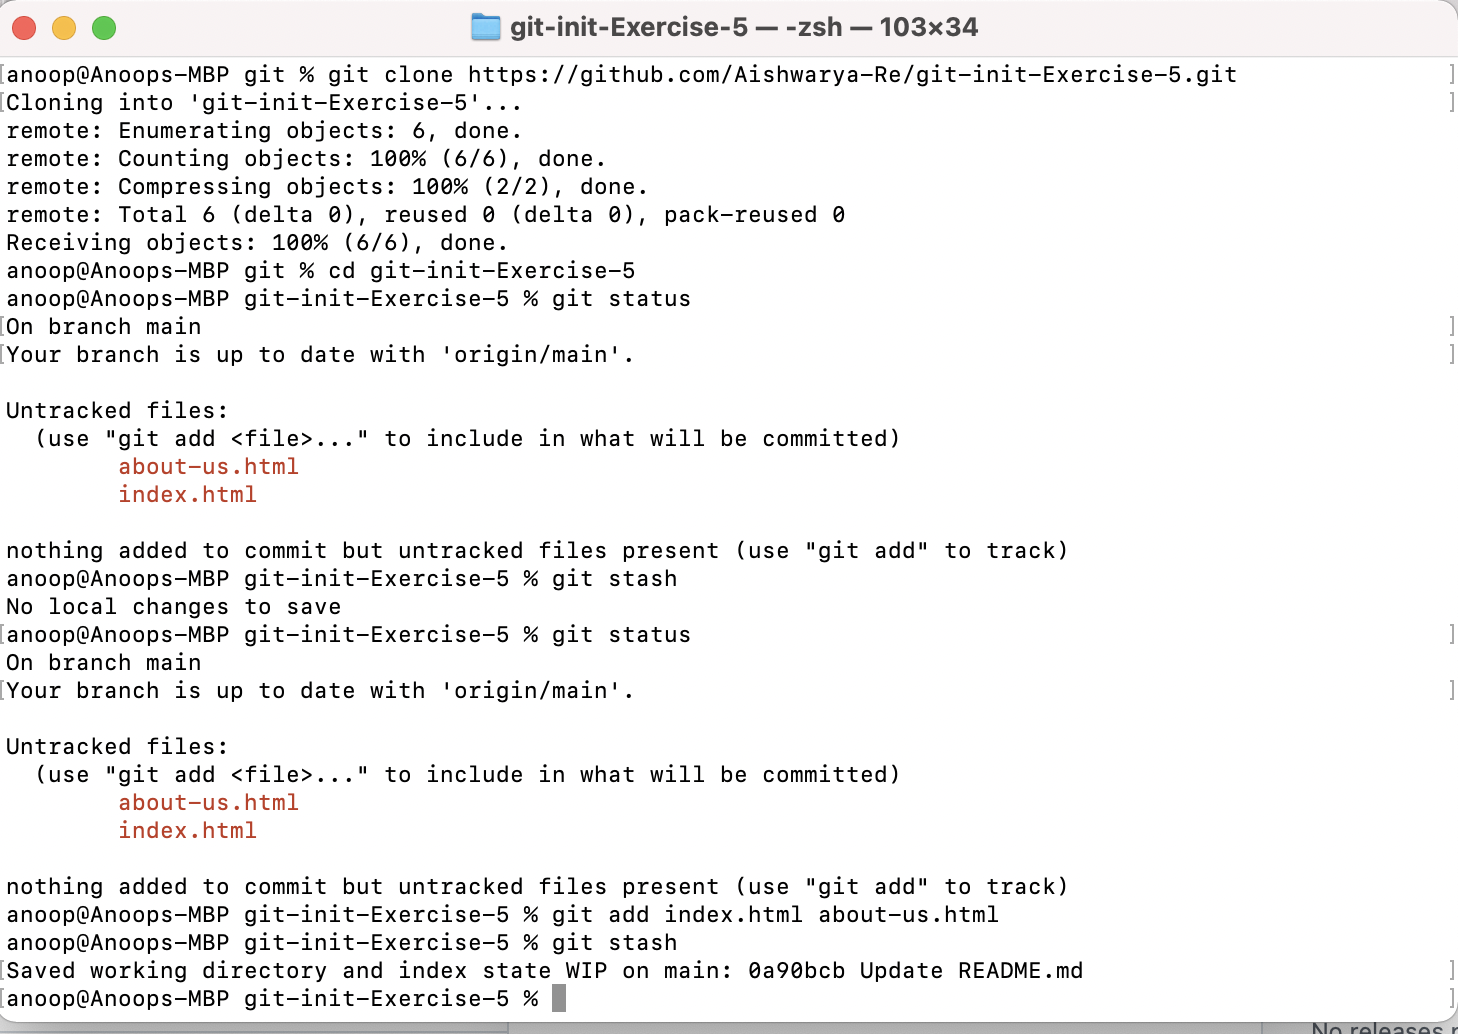 git-init-Exercise-5 — -zsh — 103×34
[anoop@Anoops-MBP git % git clone https://github.com/Aishwarya-Re/git-init-Exercise-5.git ]
[Cloning into 'git-init-Exercise-5'... ]
remote: Enumerating objects: 6, done.
remote: Counting objects: 100% (6/6), done.
remote: Compressing objects: 100% (2/2), done.
remote: Total 6 (delta 0), reused 0 (delta 0), pack-reused 0
Receiving objects: 100% (6/6), done.
anoop@Anoops-MBP git % cd git-init-Exercise-5
anoop@Anoops-MBP git-init-Exercise-5 % git status
[On branch main ]
[Your branch is up to date with 'origin/main'. ]
Untracked files:
(use "git add <file>..." to include in what will be committed)
about-us.html
index.html
nothing added to commit but untracked files present (use "git add" to track)
anoop@Anoops-MBP git-init-Exercise-5 % git stash
No local changes to save
[anoop@Anoops-MBP git-init-Exercise-5 % git status ]
On branch main
[Your branch is up to date with 'origin/main'. ]
Untracked files:
(use "git add <file>..." to include in what will be committed)
about-us.html
index.html
nothing added to commit but untracked files present (use "git add" to track)
anoop@Anoops-MBP git-init-Exercise-5 % git add index.html about-us.html
anoop@Anoops-MBP git-init-Exercise-5 % git stash
[Saved working directory and index state WIP on main: 0a90bcb Update README.md ]
[anoop@Anoops-MBP git-init-Exercise-5 % ]
No releases